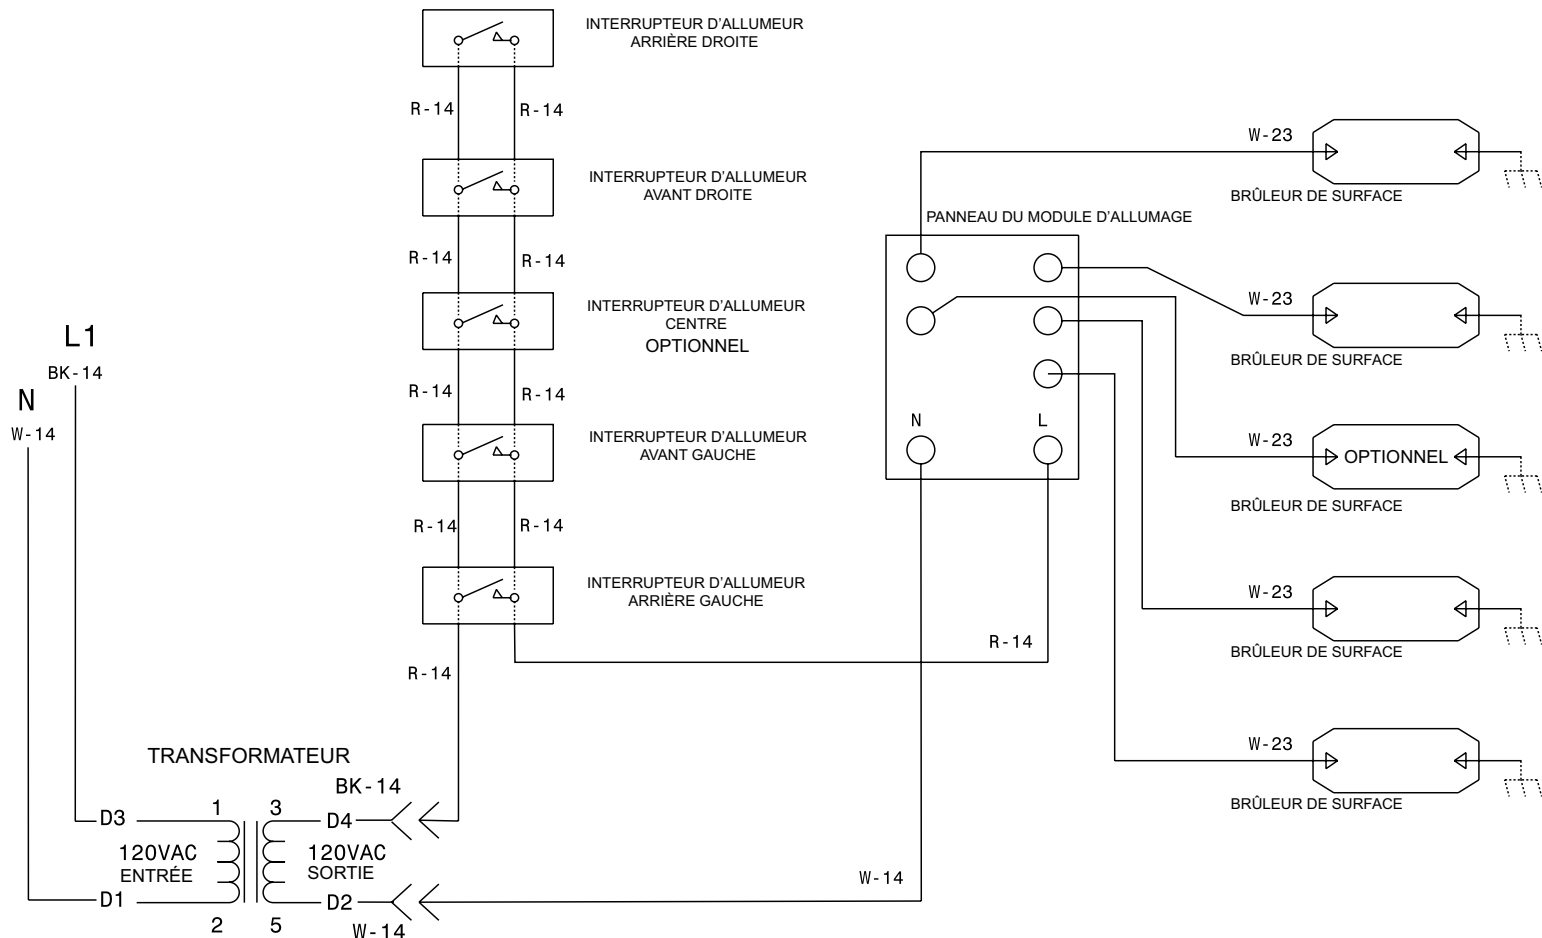 INTERRUPTEUR D'ALLUMEUR
ARRIÈRE DROITE
R-14
R-14
INTERRUPTEUR D'ALLUMEUR
AVANT DROITE
R-14
R-14
INTERRUPTEUR D'ALLUMEUR
CENTRE
OPTIONNEL
R-14
R-14
INTERRUPTEUR D'ALLUMEUR
AVANT GAUCHE
R-14
R-14
INTERRUPTEUR D'ALLUMEUR
ARRIÈRE GAUCHE
R-14
R-14
L1
BK-14
N
W-14
TRANSFORMATEUR
BK-14
D3
1
3
D4
120VAC
ENTRÉE
120VAC
SORTIE
D1
2
5
D2
W-14
W-14
PANNEAU DU MODULE D'ALLUMAGE
N
L
W-23
BRÛLEUR DE SURFACE
W-23
BRÛLEUR DE SURFACE
W-23
OPTIONNEL
BRÛLEUR DE SURFACE
W-23
BRÛLEUR DE SURFACE
W-23
BRÛLEUR DE SURFACE